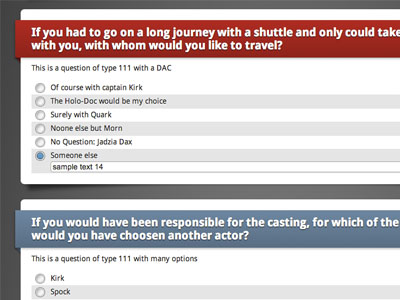 If you had to go on a long journey with a shuttle and only could take
with you, with whom would you like to travel?
This is a question of type 111 with a DAC
Of course with captain Kirk
The Holo-Doc would be my choice
Surely with Quark
Noone else but Morn
No Question: Jadzia Dax
Someone else
sample text 14
If you would have been responsible for the casting, for which of the
would you have choosen another actor?
This is a question of type 111 with many options
Kirk
Spock